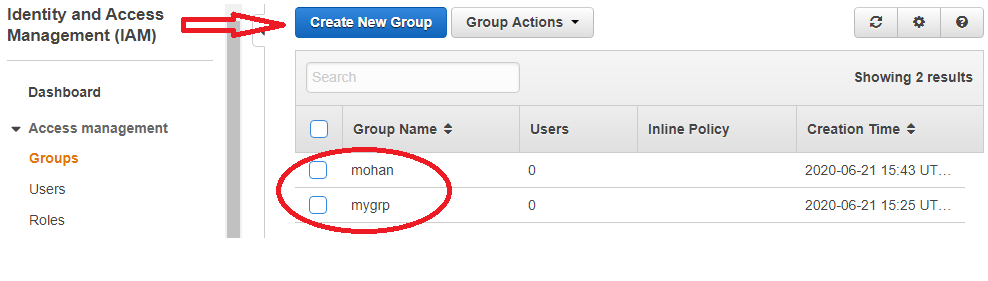 Identity and Access
Management (IAM)
Dashboard
Access management
Groups
Users
Roles
Create New Group
Group Actions
Search
Showing 2 results
Group Name Users Inline Policy Creation Time
mohan 0 2020-06-21 15:43 UT…
mygrp 0 2020-06-21 15:25 UT…